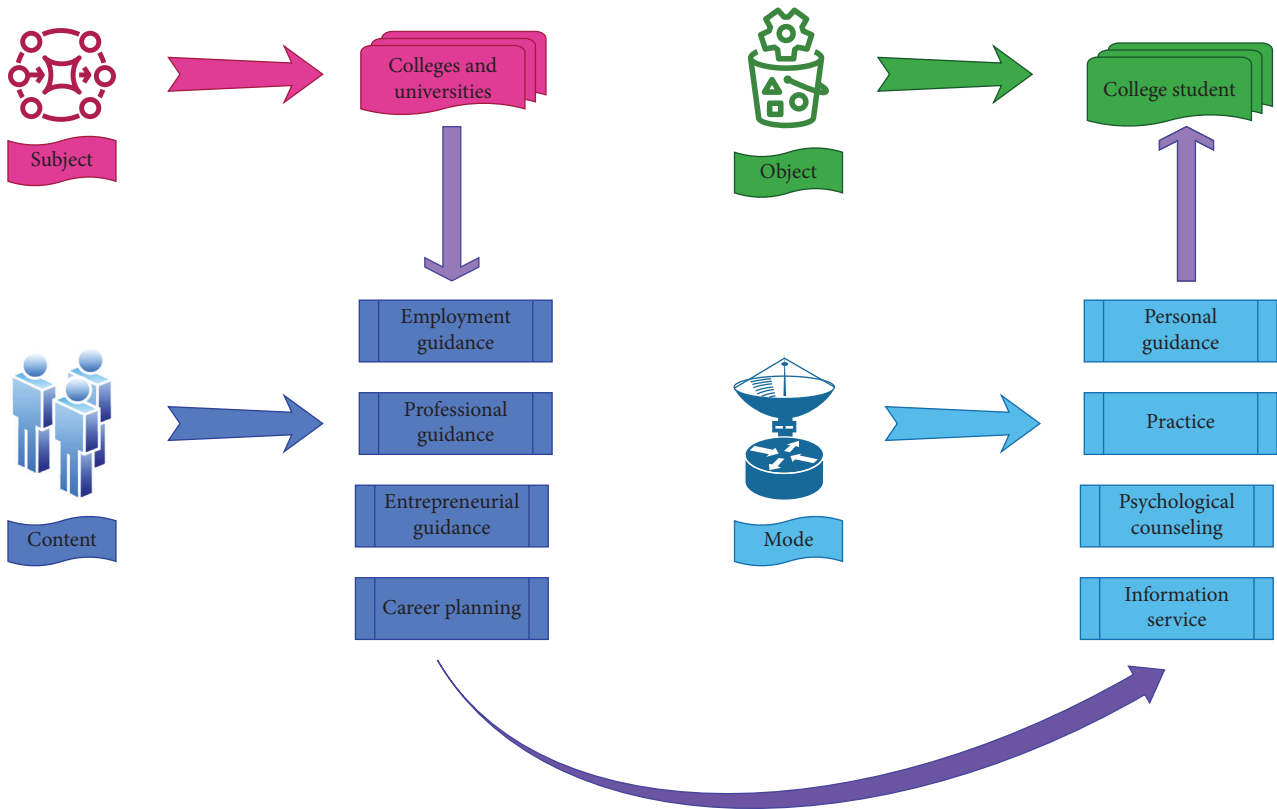 Colleges and
universities
Subject
College student
Object
Employment
guidance
Professional
guidance
Entrepreneurial
guidance
Career planning
Content
Personal
guidance
Practice
Psychological
counseling
Information
service
Mode